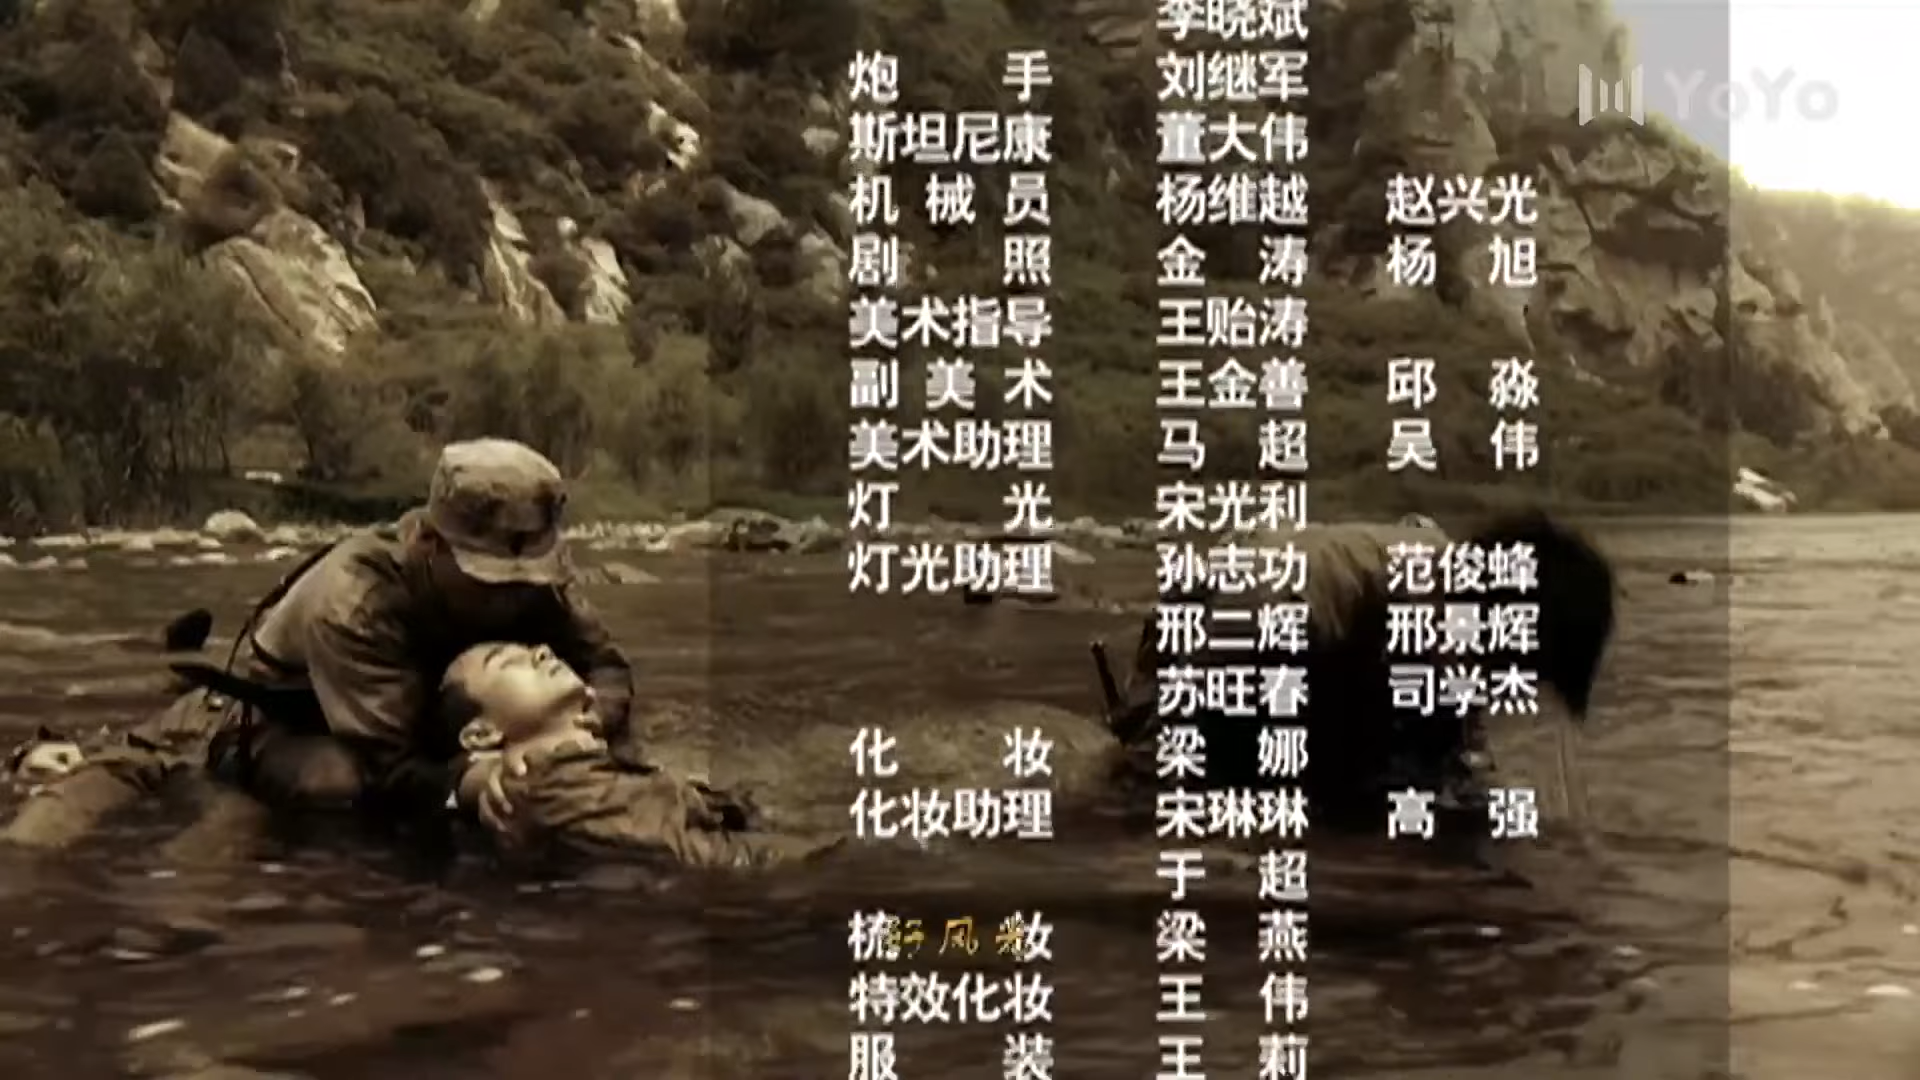 李晓斌
炮 手 刘继军
YoYo
斯坦尼康 董大伟
机 械 员 杨维越 赵兴光
剧 照 金 涛 杨 旭
美术指导 王贻涛
副 美 术 王金善 邱 淼
美术助理 马 超 吴 伟
灯 光 宋光利
灯光助理 孙志功 范俊蜂
邢二辉 邢景辉
苏旺春 司学杰
化 妆 梁 娜
化妆助理 宋琳琳 高 强
于 超
梳 妆 梁 燕
特效化妆 王 伟
服 装 王 莉